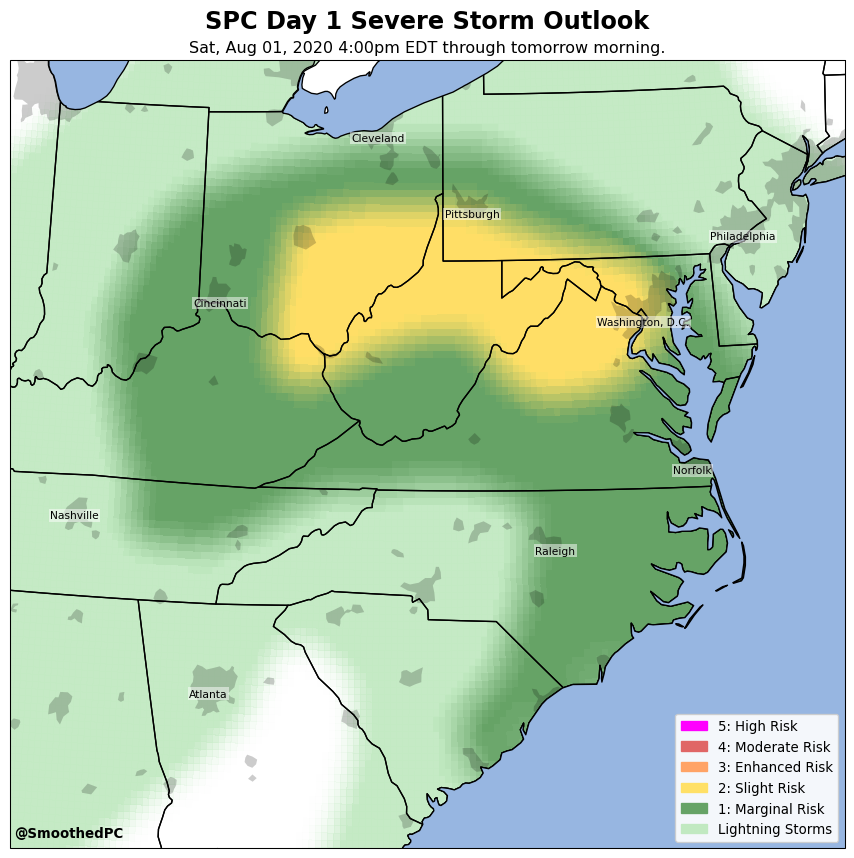 SPC Day 1 Severe Storm Outlook
Sat, Aug 01, 2020 4:00pm EDT through tomorrow morning.
Cleveland
Pittsburgh
Philadelphia
Cincinnati
Washington, D.C.
Norfolk
Nashville
Raleigh
Atlanta
5: High Risk
4: Moderate Risk
3: Enhanced Risk
2: Slight Risk
1: Marginal Risk
Lightning Storms
@SmoothedPC